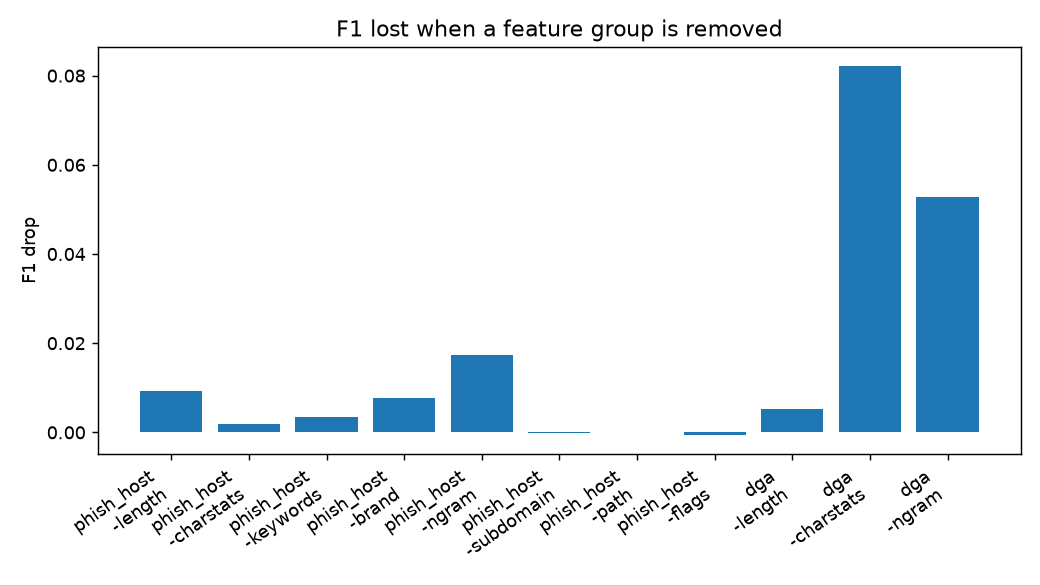 F1 lost when a feature group is removed
F1 drop
0.08
0.06
0.04
0.02
0.00
phish_host
-length
phish_host
-charstats
phish_host
-keywords
phish_host
-brand
phish_host
-ngram
phish_host
-subdomain
phish_host
-path
phish_host
-flags
dga
-length
dga
-charstats
dga
-ngram